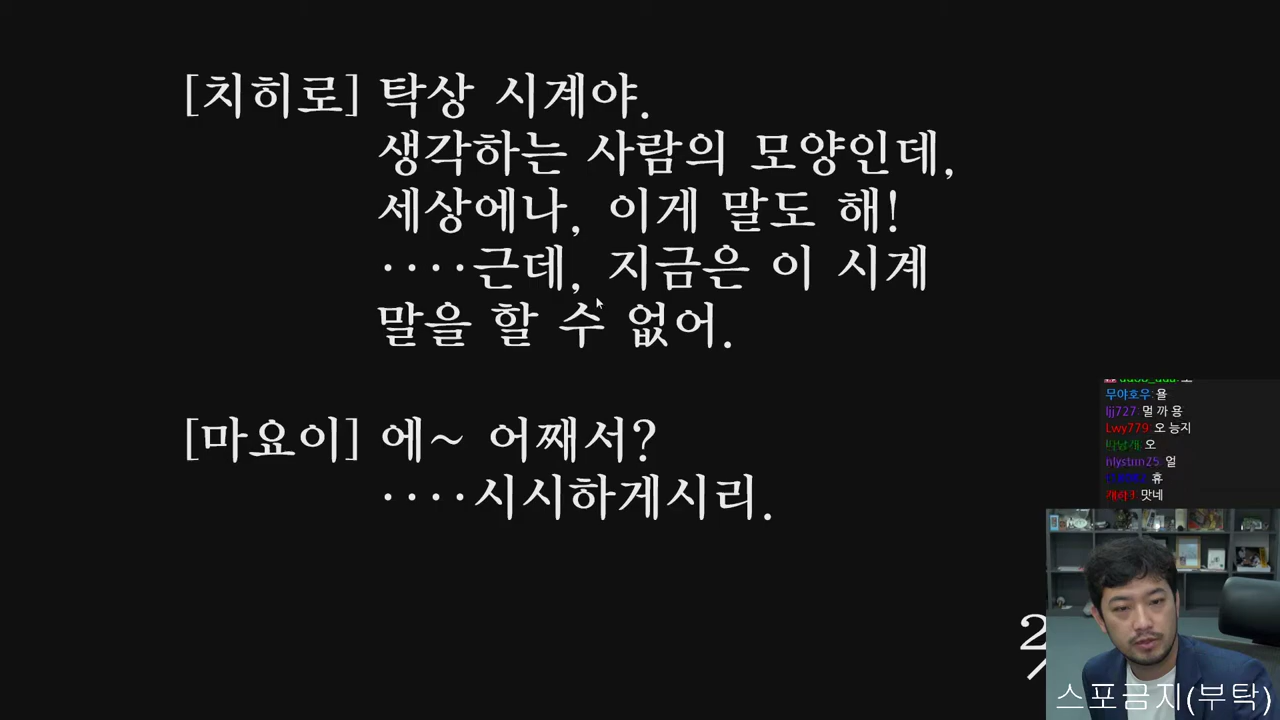 [치히로] 탁상 시계야.
생각하는 사람의 모양인데,
세상에나, 이게 말도 해!
‥‥근데, 지금은 이 시계
말을 할 수 없어.
[마요이] 에~ 어째서?
‥‥시시하게시리.
무야호우: 욜
ljj727: 멀 까 용
Lwy779: 오 능지
오
nlystun25: 얼
휴
맛네
2
스포금지(부탁)